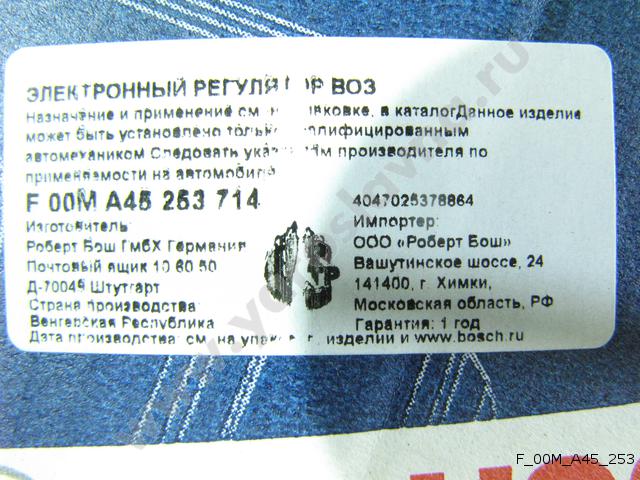 ЭЛЕКТРОННЫЙ РЕГУЛЯТОР ВОЗ
Назначение и применение см. на упаковке, в каталогДанное изделие
может быть установлено только квалифицированным
автомехаником Следовать указаниям производителя по
применяемости на автомобиле
F 00M A45 253 714
4047025378864
Изготовитель:
Роберт Бош ГмбХ Германия
Почтовый ящик 10 60 50
Д-70049 Штутгарт
Страна производства:
Венгерская Республика
Импортер:
ООО «Роберт Бош»
Вашутинское шоссе, 24
141400, г. Химки,
Московская область, РФ
Гарантия: 1 год
Дата производства: см. на упаковке, изделии и www.bosch.ru
F_00M_A45_253